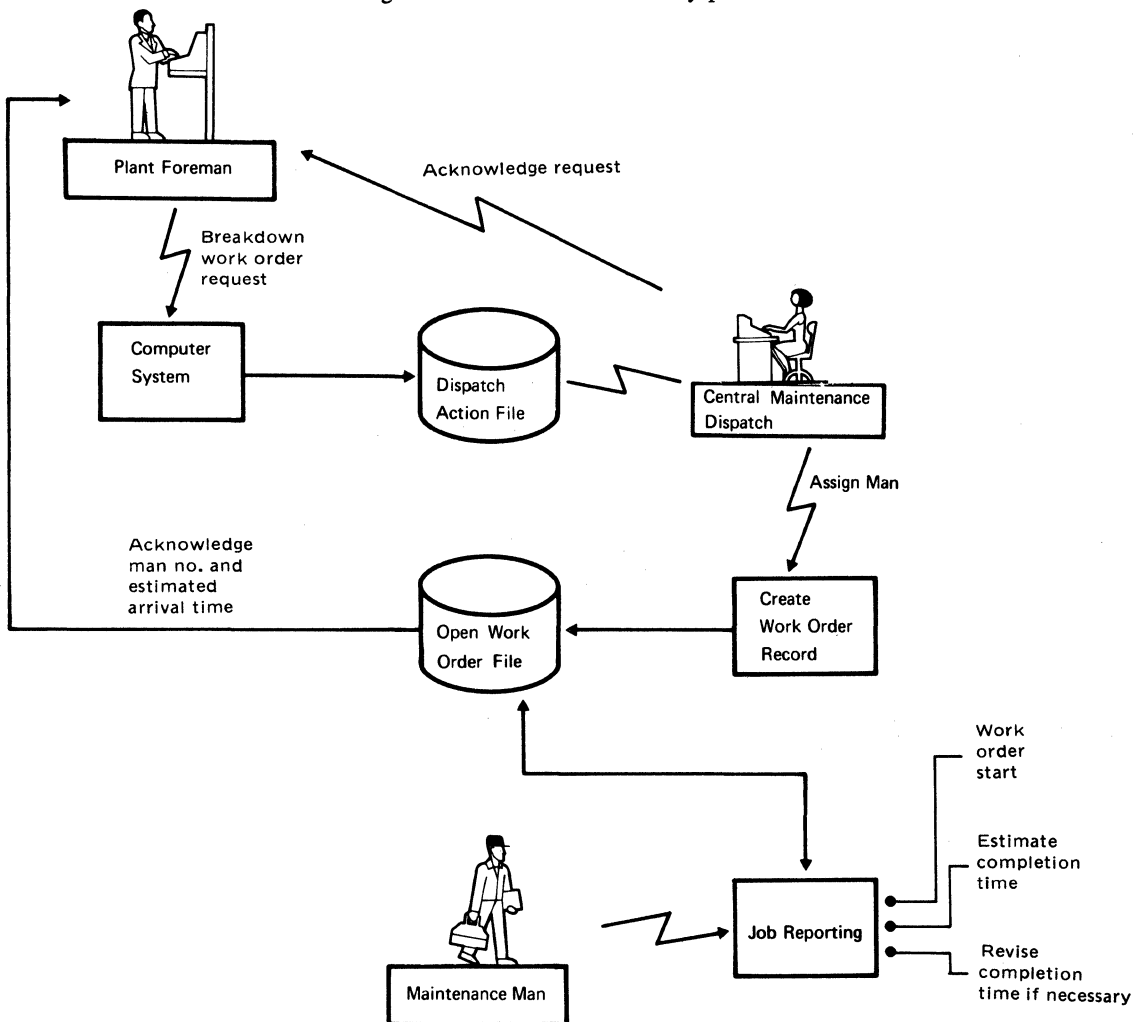 Plant Foreman
Acknowledge request
Breakdown
work order
request
Computer
System
Dispatch
Action File
Central Maintenance
Dispatch
Assign Man
Acknowledge
man no. and
estimated
arrival time
Open Work
Order File
Create
Work Order
Record
Work
order
start
Estimate
completion
time
Job Reporting
Revise
completion
time if necessary
Maintenance Man